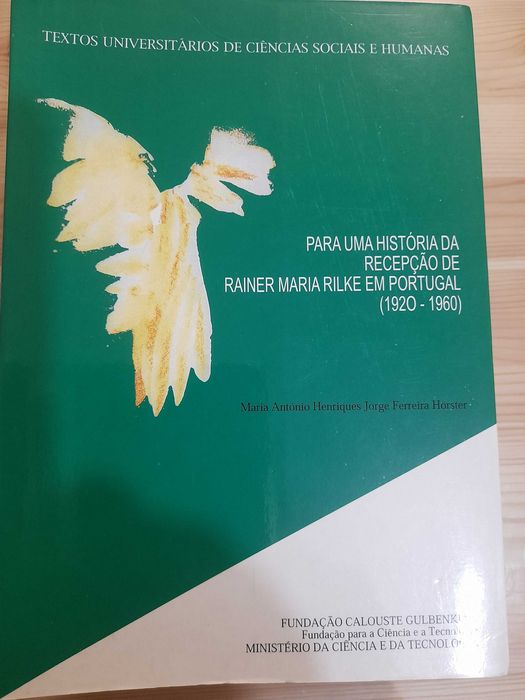 TEXTOS UNIVERSITÁRIOS DE CIÊNCIAS SOCIAIS E HUMANAS
PARA UMA HISTÓRIA DA
RECEPÇÃO DE
RAINER MARIA RILKE EM PORTUGAL
(192O - 1960)
Maria António Henriques Jorge Ferreira Hörster
FUNDAÇÃO CALOUSTE
Fundação para a Ciência e a
MINISTÉRIO DA CIÊNCIA E DA